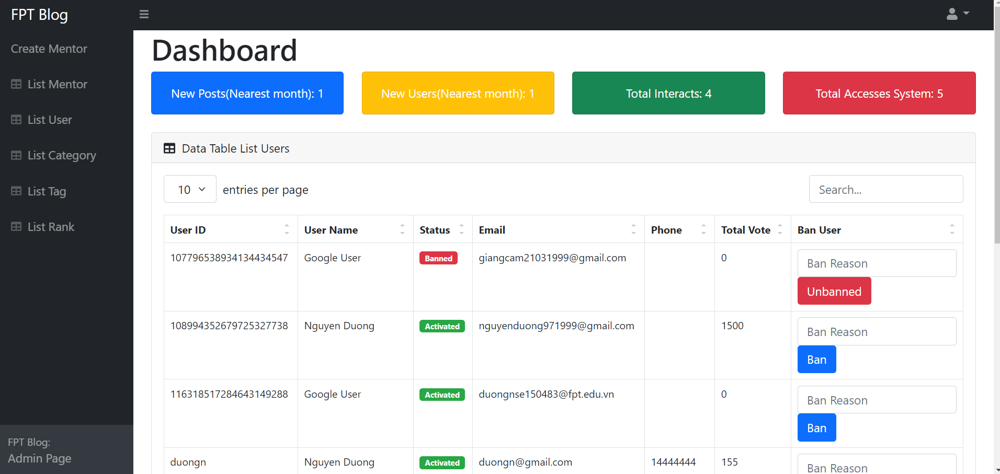 FPT Blog
Create Mentor
List Mentor
List User
List Category
List Tag
List Rank
FPT Blog:
Admin Page
Dashboard
New Posts(Nearest month): 1
New Users(Nearest month): 1
Total Interacts: 4
Total Accesses System: 5
Data Table List Users
10 entries per page
Search...
User ID User Name Status Email Phone Total Vote Ban User
107796538934134434547 Google User Banned giangcam21031999@gmail.com 0 Ban Reason
Unbanned
108994352679725327738 Nguyen Duong Activated nguyenduong971999@gmail.com 1500 Ban Reason
Ban
116318517284643149288 Google User Activated duongnse150483@fpt.edu.vn 0 Ban Reason
Ban
duongn Nguyen Duong Activated duongn@gmail.com 14444444 155 Ban Reason